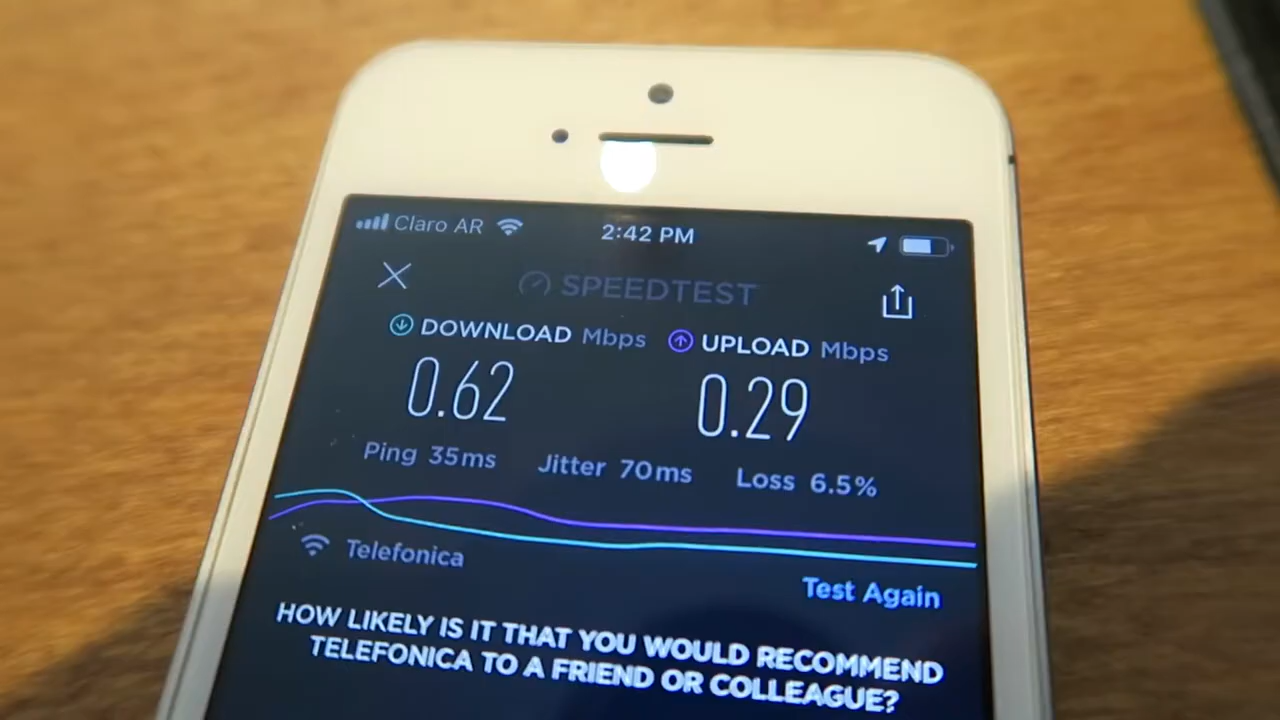 Claro AR
2:42 PM
SPEEDTEST
DOWNLOAD Mbps
UPLOAD Mbps
0.62
0.29
Ping 35ms
Jitter 70ms
Loss 6.5%
Telefonica
Test Again
HOW LIKELY IS IT THAT YOU WOULD RECOMMEND
TELEFONICA TO A FRIEND OR COLLEAGUE?